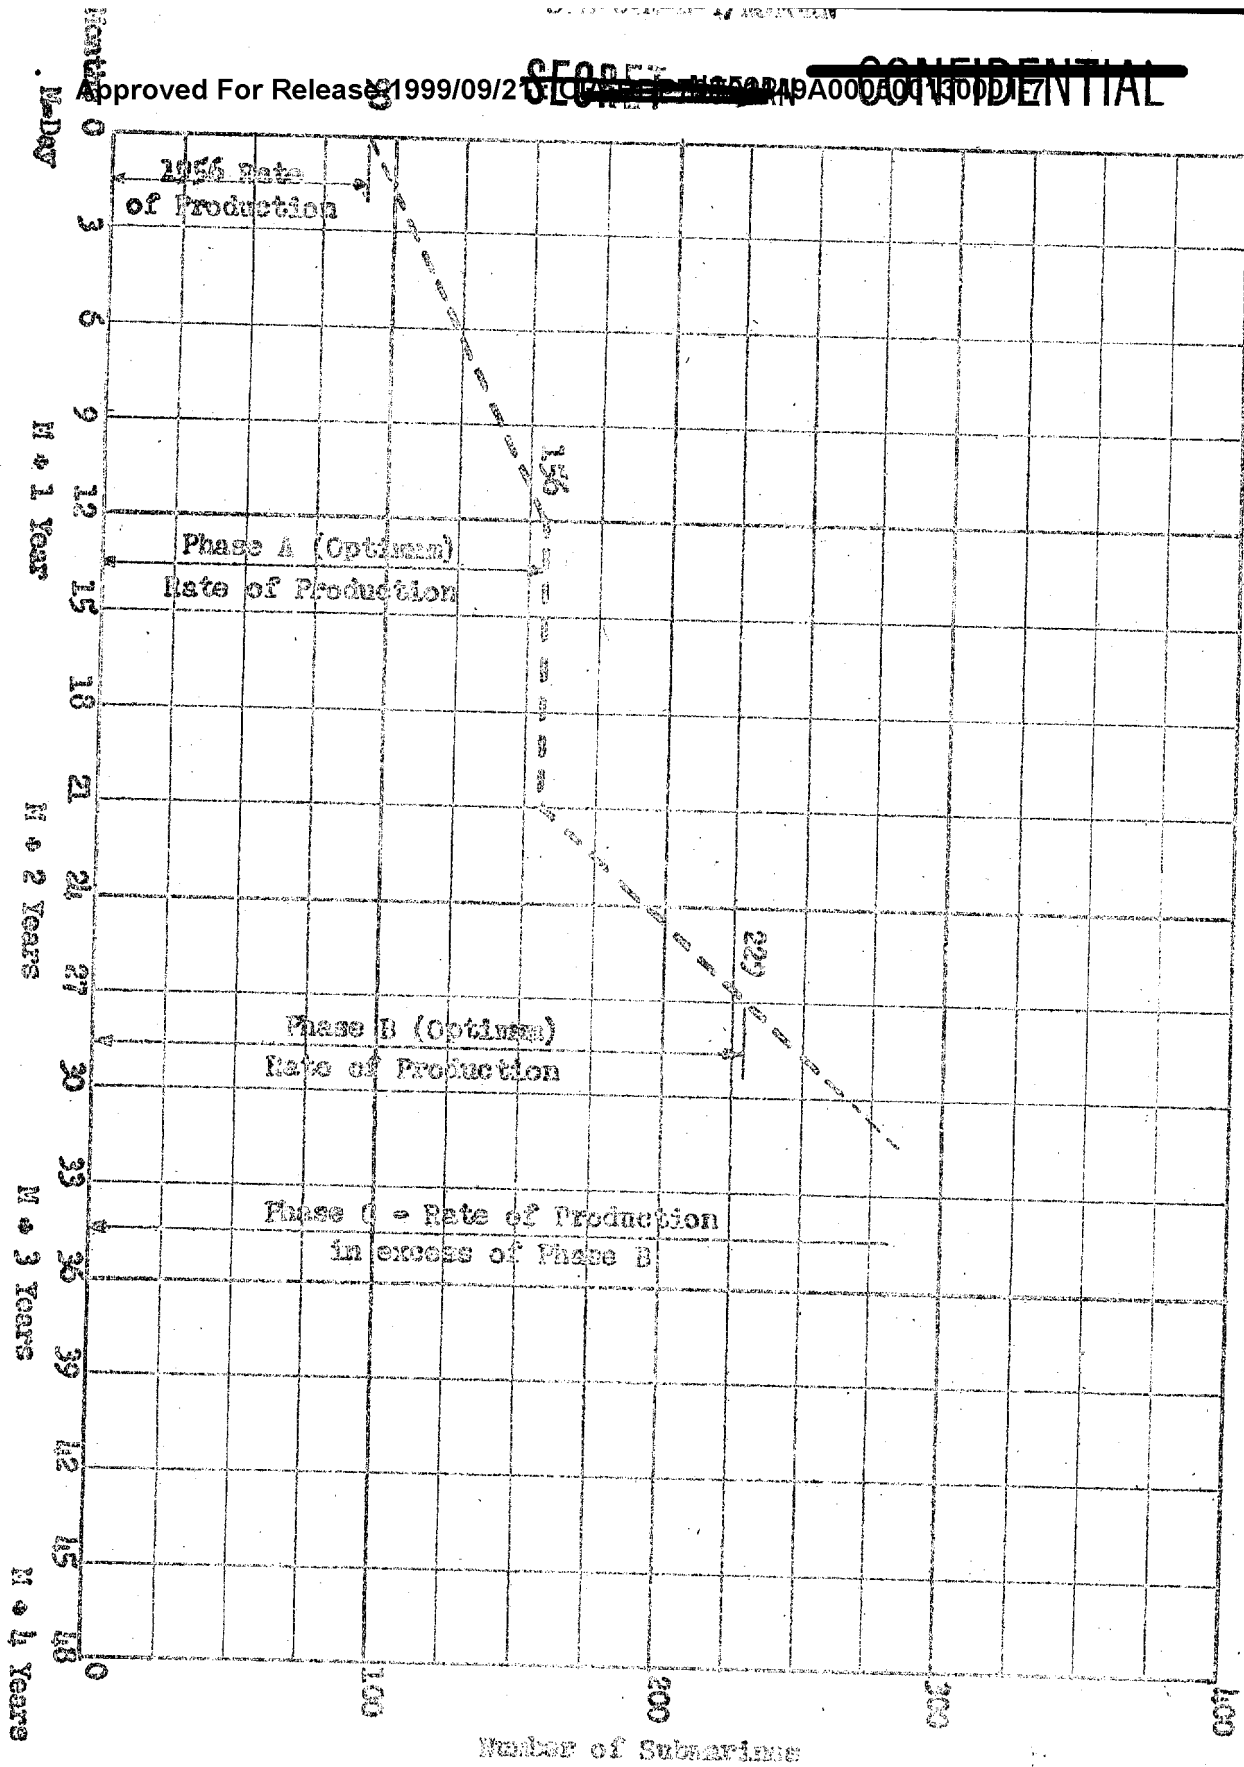 SECRET CONFIDENTIAL
Approved For Release 1999/09/21
Months
M-Day
0
3
6
9
12
15
18
21
24
27
30
33
36
39
42
45
48
M + 1 Year
M + 2 Years
M + 3 Years
M + 4 Years
1956 Rate
of Production
156
Phase A (Optimum)
Rate of Production
229
Phase B (Optimum)
Rate of Production
Phase C - Rate of Production
in excess of Phase B
0
100
200
300
400
Number of Submarines